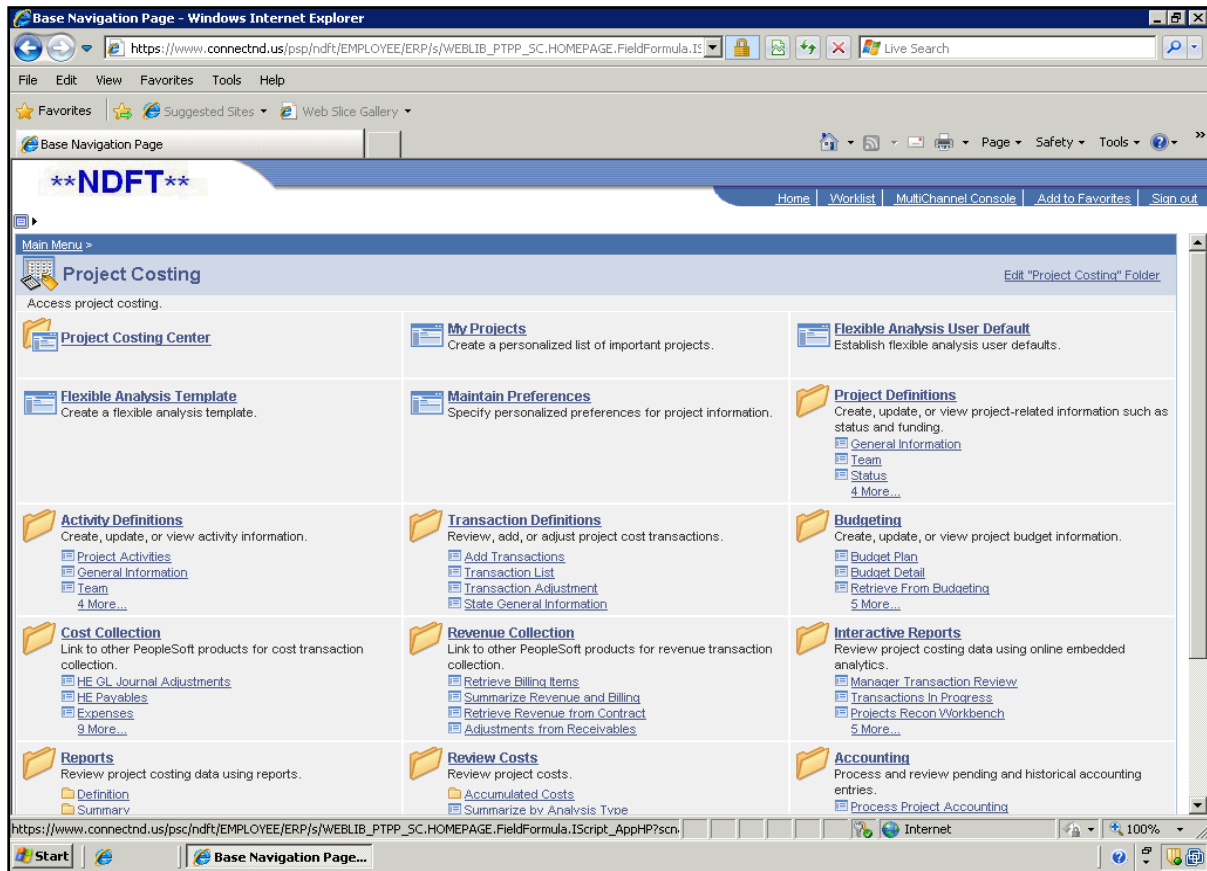 Base Navigation Page - Windows Internet Explorer
https://www.connectnd.us/psp/ndft/EMPLOYEE/ERP/s/WEBLIB_PTPP_SC.HOMEPAGE.FieldFormula.IS
Live Search
File Edit View Favorites Tools Help
Favorites Suggested Sites Web Slice Gallery
Base Navigation Page
Page Safety Tools »
**NDFT**
Home Worklist MultiChannel Console Add to Favorites Sign out
Main Menu >
Project Costing
Edit "Project Costing" Folder
Access project costing.
Project Costing Center
My Projects
Create a personalized list of important projects.
Flexible Analysis User Default
Establish flexible analysis user defaults.
Flexible Analysis Template
Create a flexible analysis template.
Maintain Preferences
Specify personalized preferences for project information.
Project Definitions
Create, update, or view project-related information such as
status and funding.
General Information
Team
Status
4 More...
Activity Definitions
Create, update, or view activity information.
Project Activities
General Information
Team
4 More...
Transaction Definitions
Review, add, or adjust project cost transactions.
Add Transactions
Transaction List
Transaction Adjustment
State General Information
Budgeting
Create, update, or view project budget information.
Budget Plan
Budget Detail
Retrieve From Budgeting
5 More...
Cost Collection
Link to other PeopleSoft products for cost transaction
collection.
HE GL Journal Adjustments
HE Payables
Expenses
9 More...
Revenue Collection
Link to other PeopleSoft products for revenue transaction
collection.
Retrieve Billing Items
Summarize Revenue and Billing
Retrieve Revenue from Contract
Adjustments from Receivables
Interactive Reports
Review project costing data using online embedded
analytics.
Manager Transaction Review
Transactions In Progress
Projects Recon Workbench
5 More...
Reports
Review project costing data using reports.
Definition
Summary
Review Costs
Review project costs.
Accumulated Costs
Summarize by Analysis Type
Accounting
Process and review pending and historical accounting
entries.
Process Project Accounting
https://www.connectnd.us/psc/ndft/EMPLOYEE/ERP/s/WEBLIB_PTPP_SC.HOMEPAGE.FieldFormula.IScript_AppHP?scn
Internet
100%
Start
Base Navigation Page...